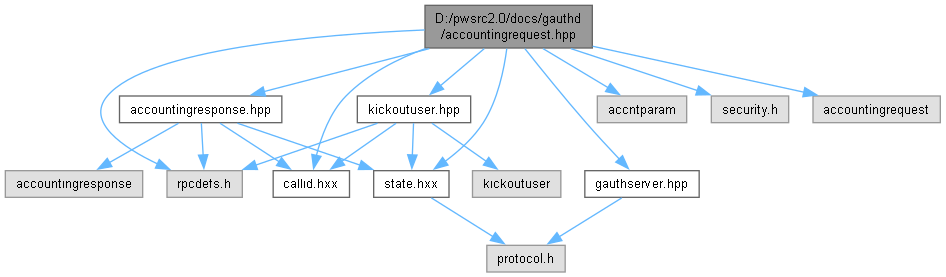 D:/pwsrc2.0/docs/gauthd
/accountingrequest.hpp
accountingresponse.hpp
kickoutuser.hpp
accntparam
security.h
accountingrequest
accountingresponse
rpcdefs.h
callid.hxx
state.hxx
kickoutuser
gauthserver.hpp
protocol.h